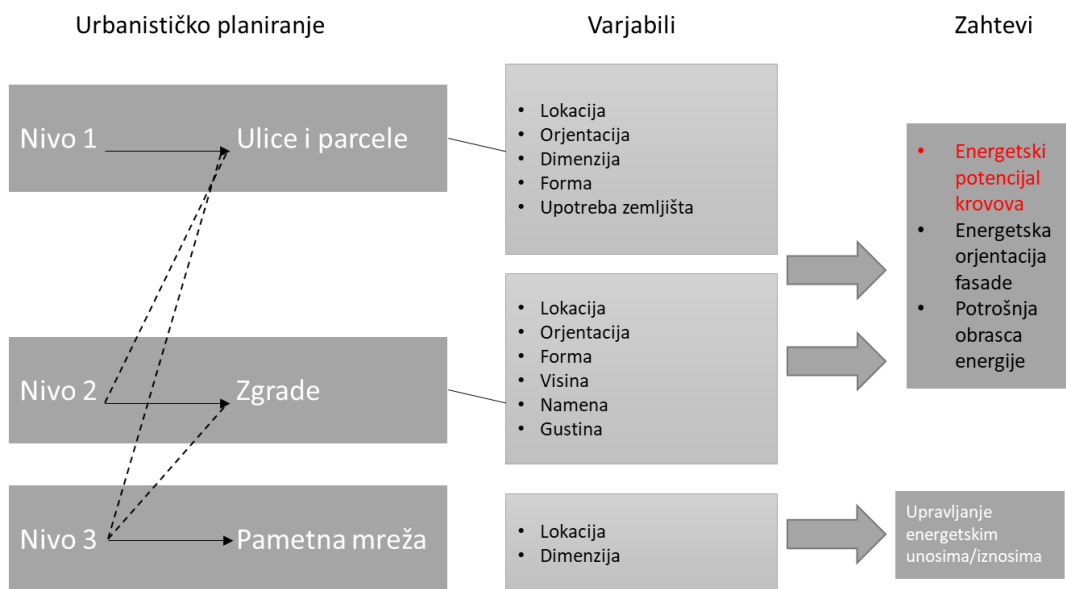 Urbanističko planiranje
Varjabili
Zahtevi
Nivo 1
Ulice i parcele
• Lokacija
• Orjentacija
• Dimenzija
• Forma
• Upotreba zemljišta
Nivo 2
Zgrade
• Lokacija
• Orjentacija
• Forma
• Visina
• Namena
• Gustina
Nivo 3
Pametna mreža
• Lokacija
• Dimenzija
• Energetski
potencijal
krovova
• Energetska
orjentacija
fasade
• Potrošnja
obrasca
energije
Upravljanje
energetskim
unosima/iznosima